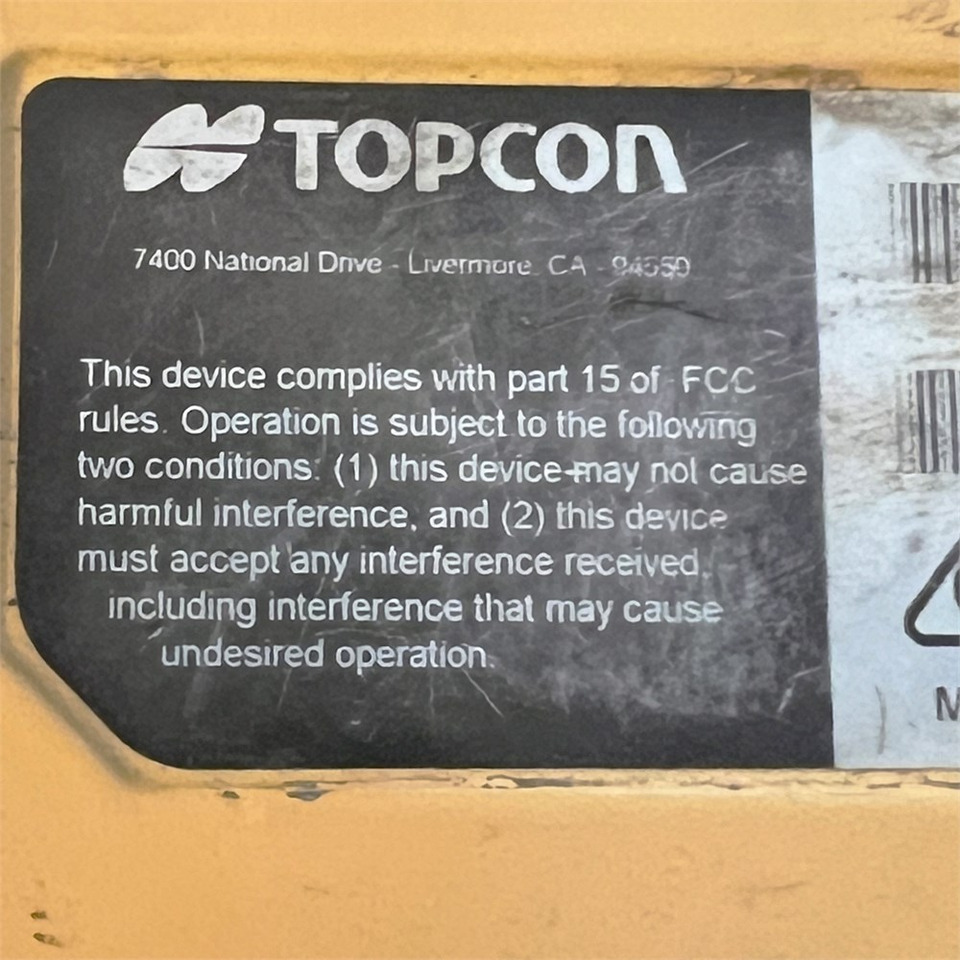 TOPCON
7400 National Drive - Livermore, CA - 94550
This device complies with part 15 of FCC
rules. Operation is subject to the following
two conditions: (1) this device may not cause
harmful interference, and (2) this device
must accept any interference received,
including interference that may cause
undesired operation.
M